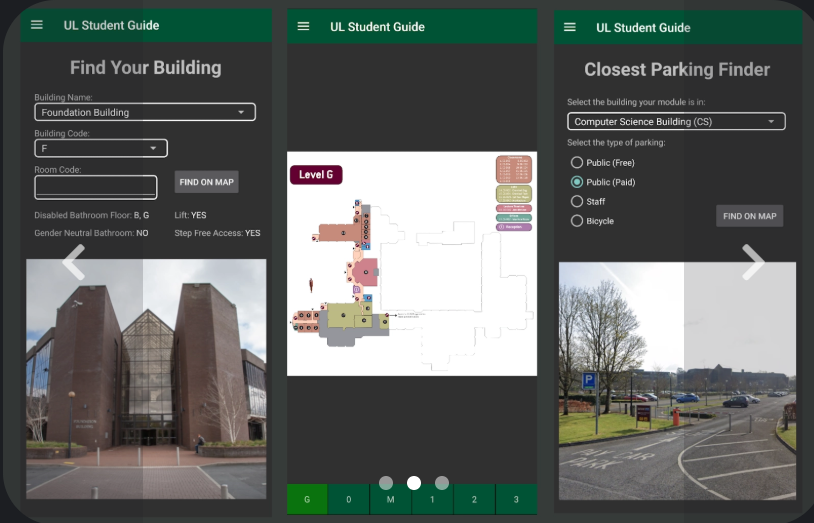 UL Student Guide
Find Your Building
Building Name:
Foundation Building
Building Code:
F
Room Code:
FIND ON MAP
Disabled Bathroom Floor: B, G
Lift: YES
Gender Neutral Bathroom: NO
Step Free Access: YES
UL Student Guide
Level G
Reception
G
0
M
1
2
3
UL Student Guide
Closest Parking Finder
Select the building your module is in:
Computer Science Building (CS)
Select the type of parking:
Public (Free)
Public (Paid)
Staff
Bicycle
FIND ON MAP
P
PAY CAR
PARK